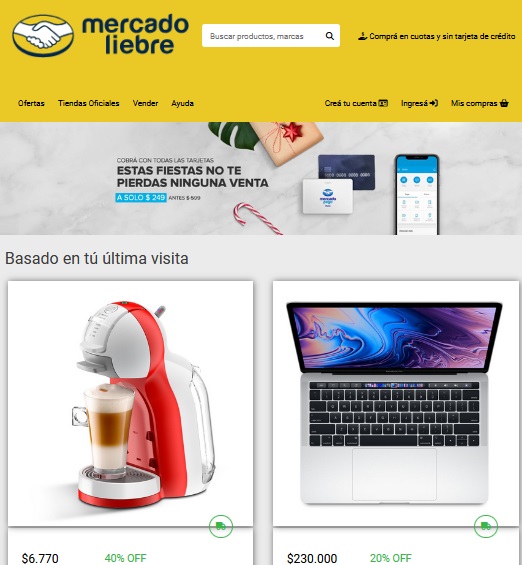 mercado
liebre
Buscar productos, marcas
Comprá en cuotas y sin tarjeta de crédito
Ofertas Tiendas Oficiales Vender Ayuda Creá tu cuenta Ingresá Mis compras
COBRÁ CON TODAS LAS TARJETAS
ESTAS FIESTAS NO TE
PIERDAS NINGUNA VENTA
A SOLO $ 249 ANTES $ 599
mercado
pago
Basado en tú última visita
$6.770 40% OFF $230.000 20% OFF